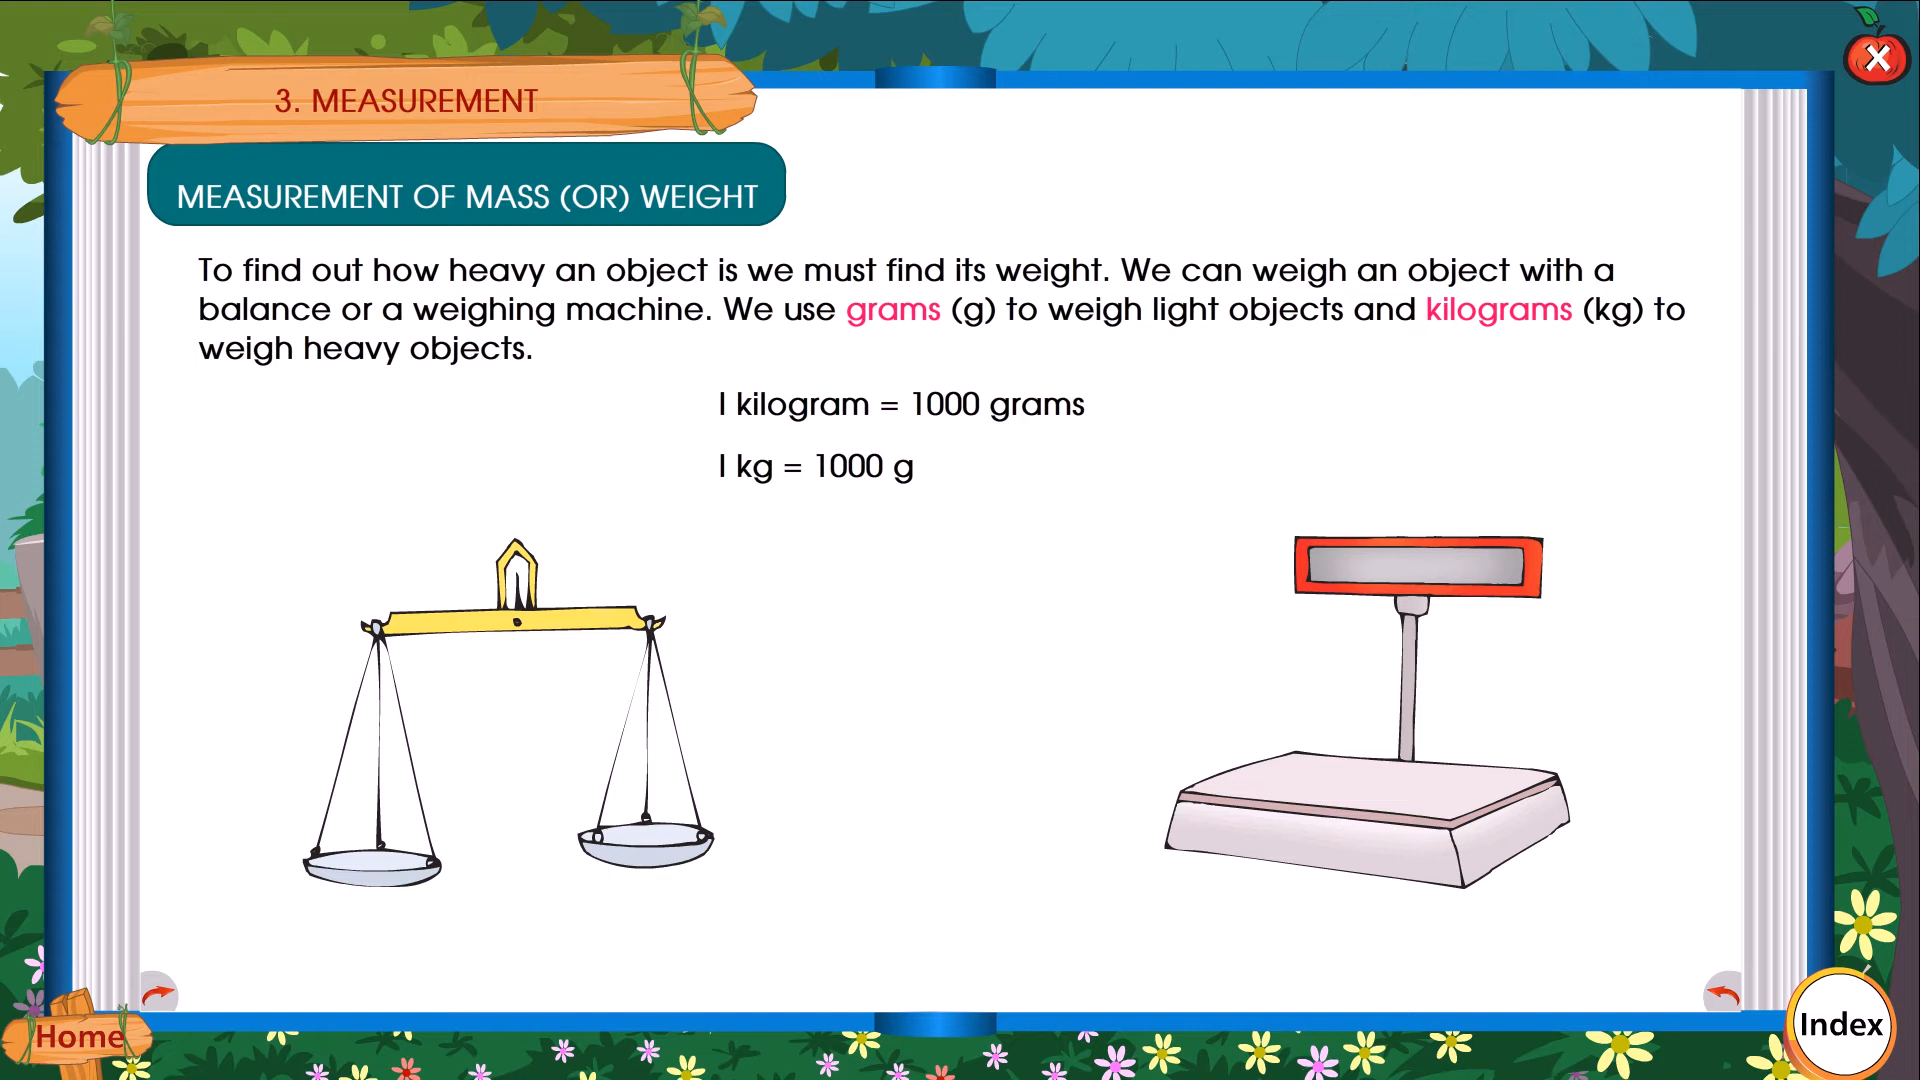 3. MEASUREMENT
MEASUREMENT OF MASS (OR) WEIGHT
To find out how heavy an object is we must find its weight. We can weigh an object with a
balance or a weighing machine. We use grams (g) to weigh light objects and kilograms (kg) to
weigh heavy objects.
I kilogram = 1000 grams
I kg = 1000 g
Home
Index